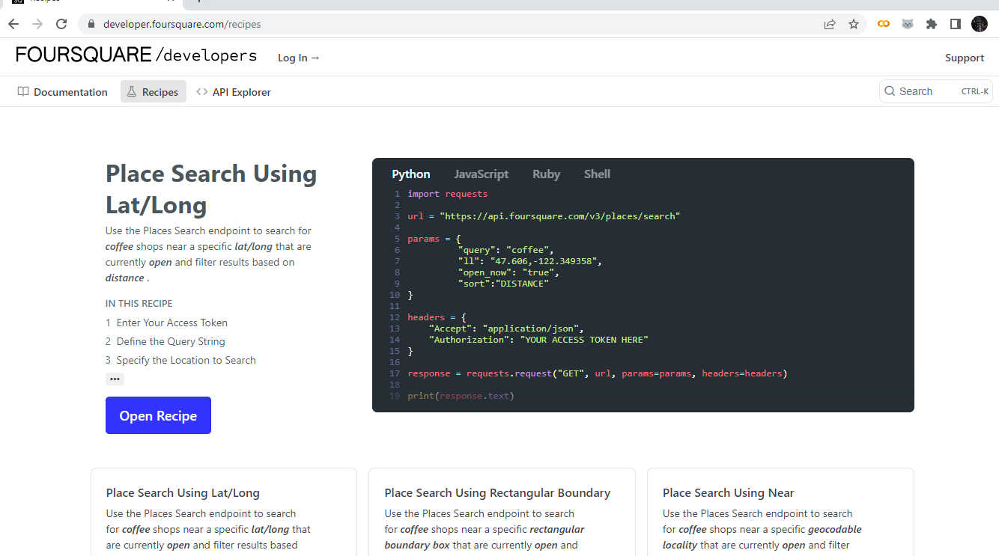 Recipes
developer.foursquare.com/recipes
FOURSQUARE /developers Log In → Support
Documentation Recipes API Explorer Search CTRL-K
Place Search Using
Lat/Long
Use the Places Search endpoint to search for
coffee shops near a specific lat/long that are
currently open and filter results based on
distance .
IN THIS RECIPE
1 Enter Your Access Token
2 Define the Query String
3 Specify the Location to Search
•••
Open Recipe
Python JavaScript Ruby Shell
1 import requests
2
3 url = "https://api.foursquare.com/v3/places/search"
4
5 params = {
6 "query": "coffee",
7 "ll": "47.606,-122.349358",
8 "open_now": "true",
9 "sort":"DISTANCE"
10 }
11
12 headers = {
13 "Accept": "application/json",
14 "Authorization": "YOUR ACCESS TOKEN HERE"
15 }
16
17 response = requests.request("GET", url, params=params, headers=headers)
18
19 print(response.text)
Place Search Using Lat/Long
Use the Places Search endpoint to search
for coffee shops near a specific lat/long that
are currently open and filter results based
Place Search Using Rectangular Boundary
Use the Places Search endpoint to search
for coffee shops near a specific rectangular
boundary box that are currently open and
Place Search Using Near
Use the Places Search endpoint to search
for coffee shops near a specific geocodable
locality that are currently open and filter